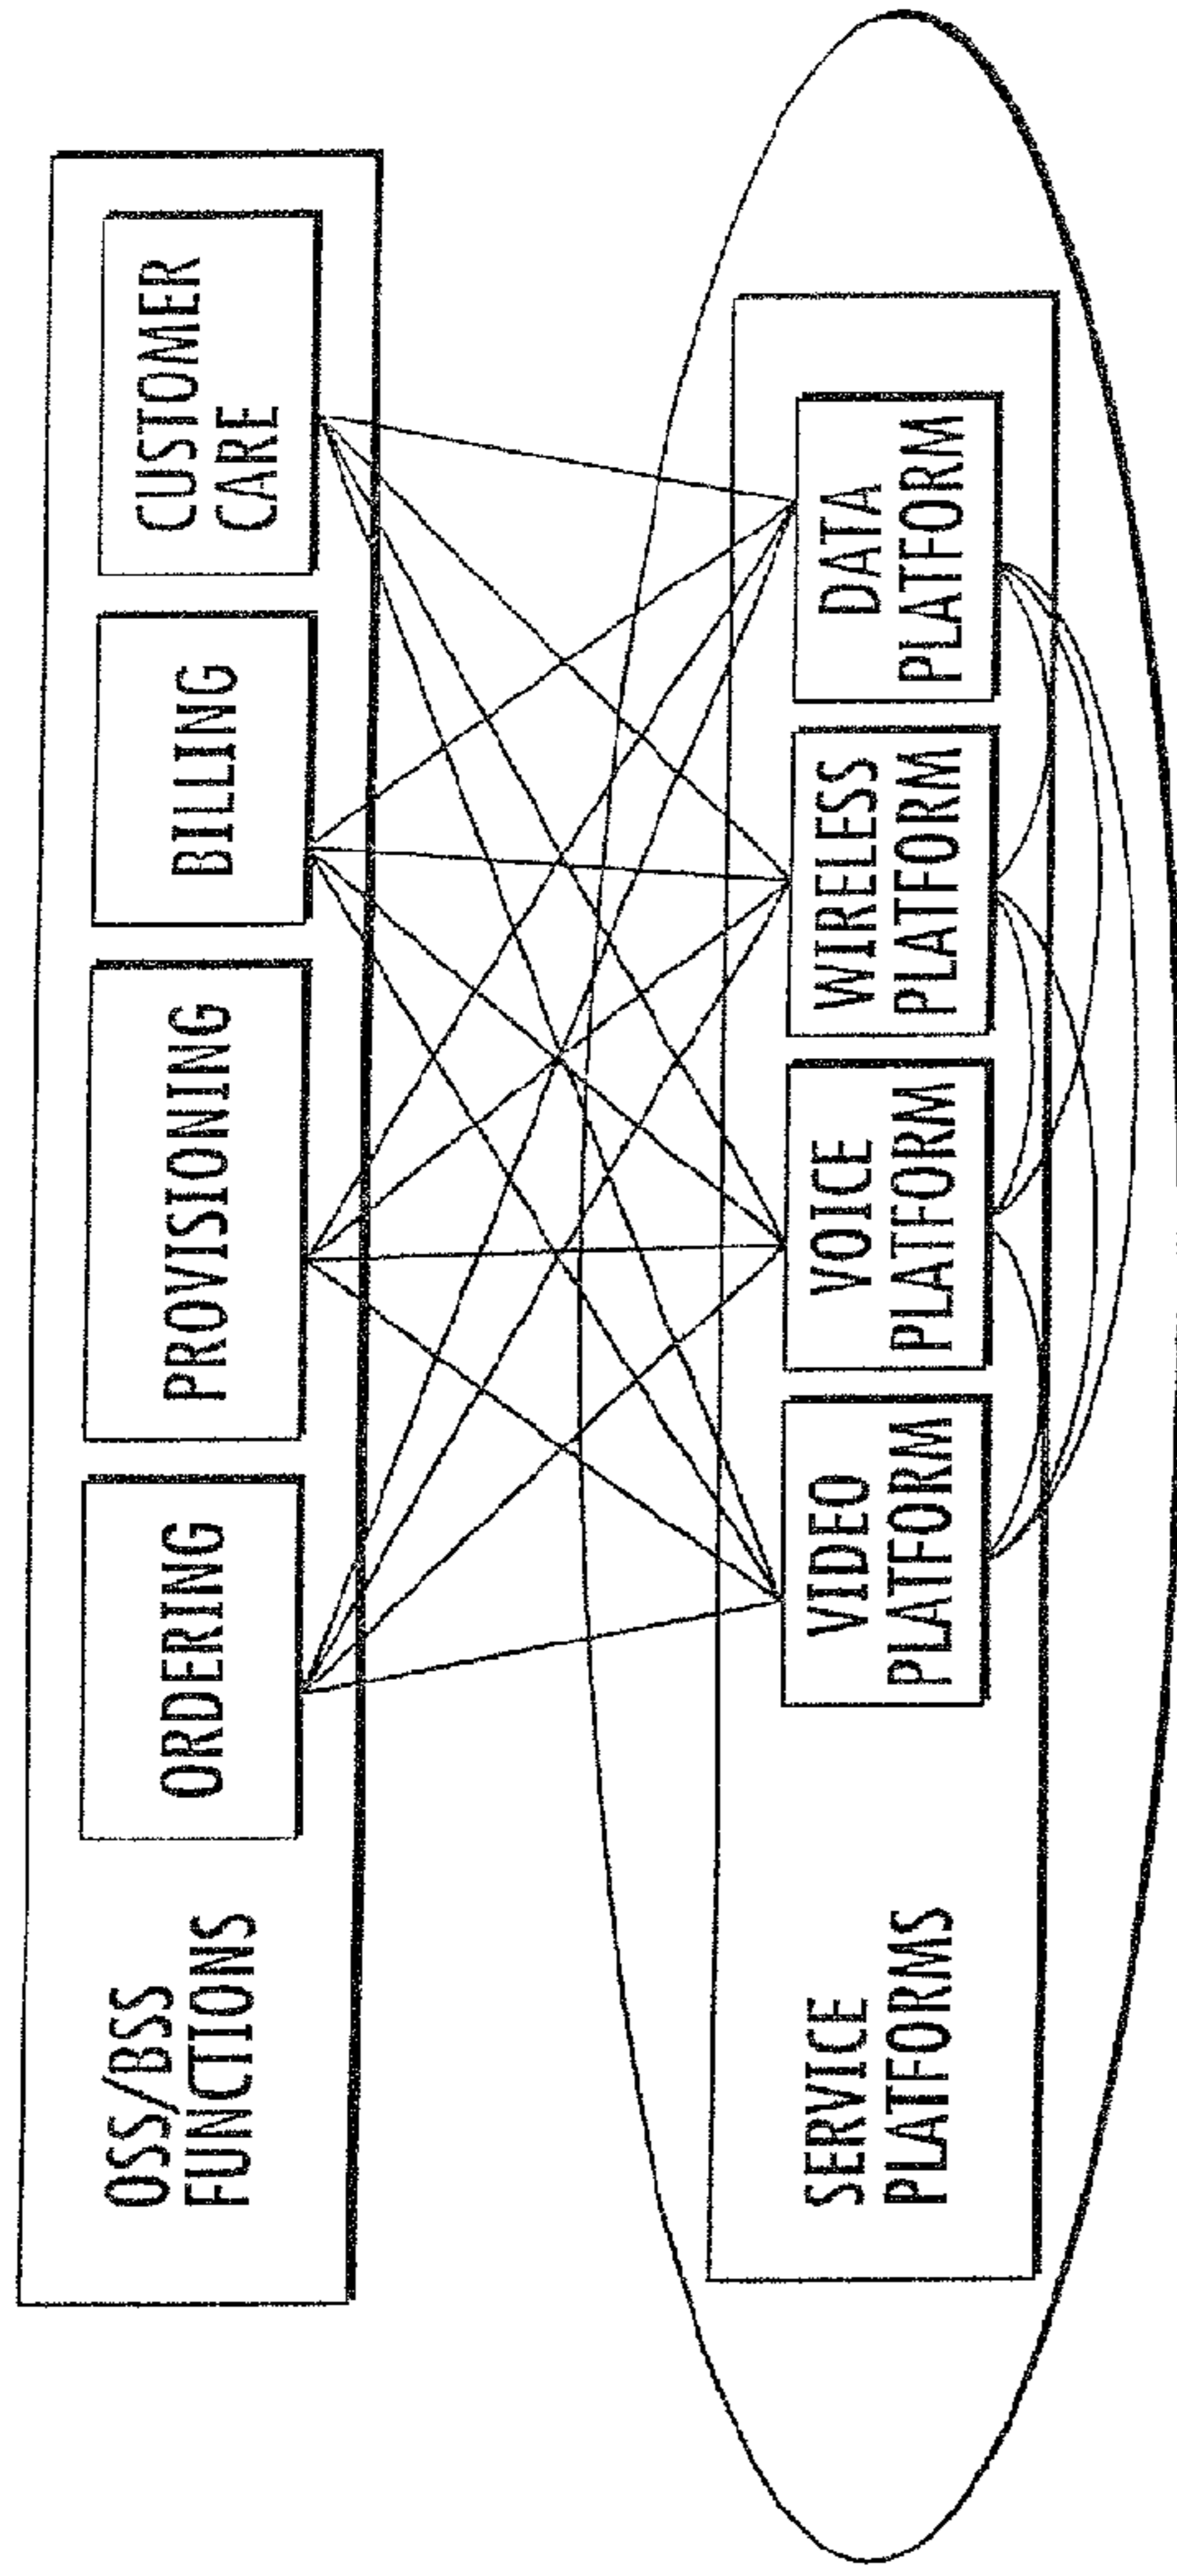 OSS/BSS
FUNCTIONS
ORDERING
PROVISIONING
BILLING
CUSTOMER
CARE
SERVICE
PLATFORMS
VIDEO
PLATFORM
VOICE
PLATFORM
WIRELESS
PLATFORM
DATA
PLATFORM